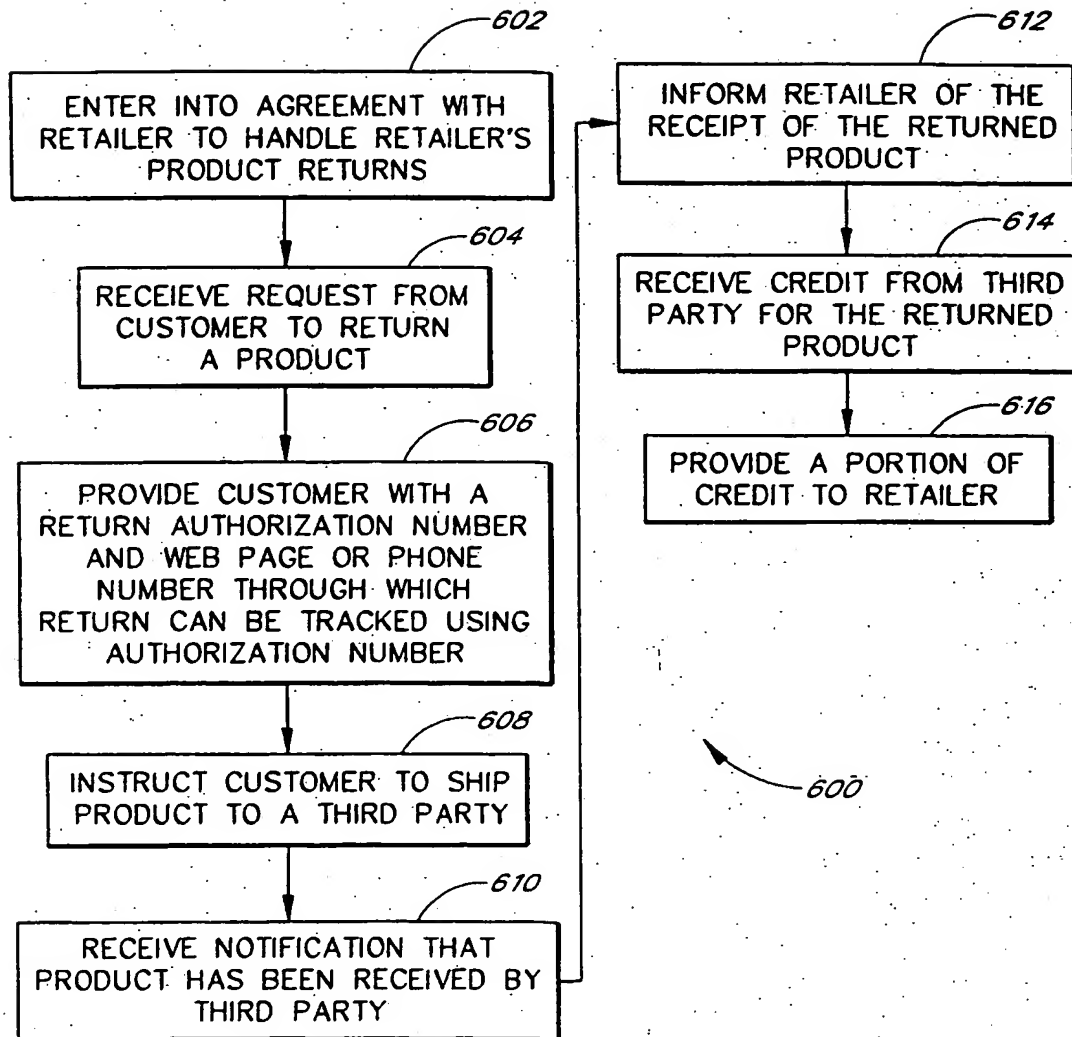 602
ENTER INTO AGREEMENT WITH
RETAILER TO HANDLE RETAILER'S
PRODUCT RETURNS
604
RECEIEVE REQUEST FROM
CUSTOMER TO RETURN
A PRODUCT
606
PROVIDE CUSTOMER WITH A
RETURN AUTHORIZATION NUMBER
AND WEB PAGE OR PHONE
NUMBER THROUGH WHICH
RETURN CAN BE TRACKED USING
AUTHORIZATION NUMBER
608
INSTRUCT CUSTOMER TO SHIP
PRODUCT TO A THIRD PARTY
610
RECEIVE NOTIFICATION THAT
PRODUCT HAS BEEN RECEIVED BY
THIRD PARTY
612
INFORM RETAILER OF THE
RECEIPT OF THE RETURNED
PRODUCT
614
RECEIVE CREDIT FROM THIRD
PARTY FOR THE RETURNED
PRODUCT
616
PROVIDE A PORTION OF
CREDIT TO RETAILER
600